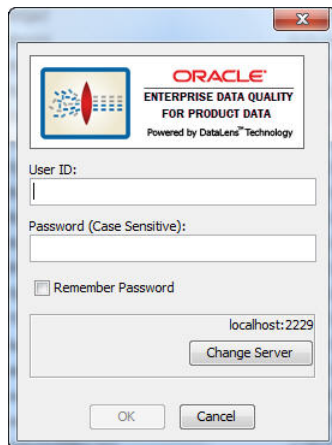 ORACLE
ENTERPRISE DATA QUALITY
FOR PRODUCT DATA
Powered by DataLens™ Technology
User ID:
Password (Case Sensitive):
Remember Password
localhost:2229
Change Server
OK Cancel